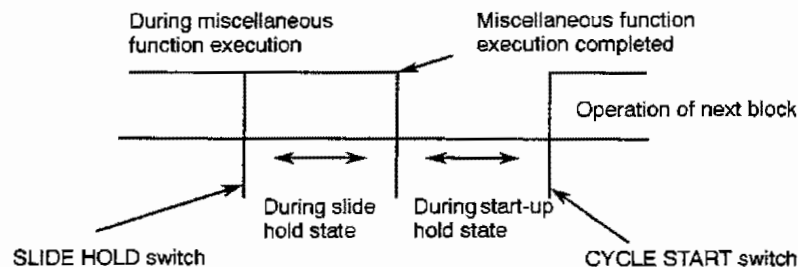 During miscellaneous
function execution
Miscellaneous function
execution completed
Operation of next block
During slide
hold state
During start-up
hold state
SLIDE HOLD switch
CYCLE START switch